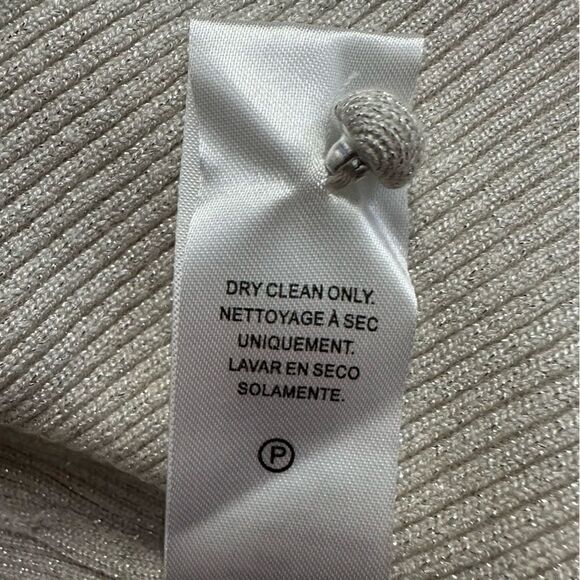 DRY CLEAN ONLY.
NETTOYAGE À SEC
UNIQUEMENT.
LAVAR EN SECO
SOLAMENTE.
P